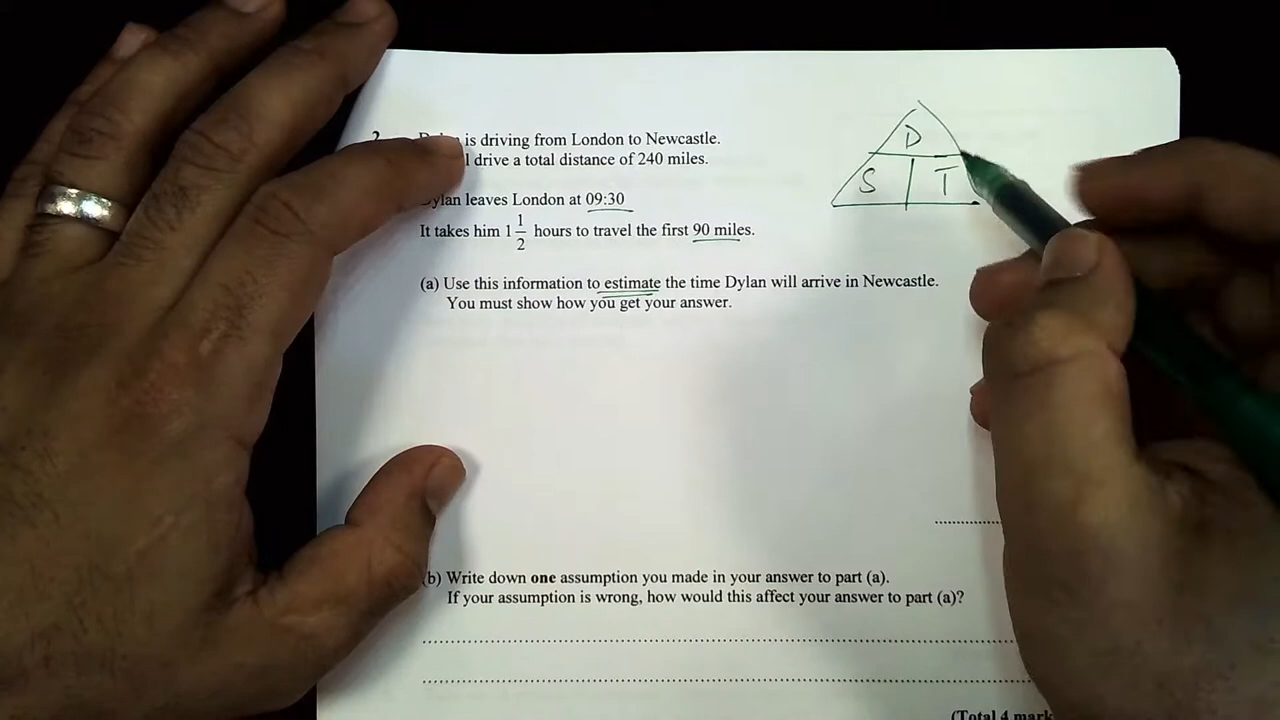 is driving from London to Newcastle.
drive a total distance of 240 miles.
D
S T
ylan leaves London at 09:30
It takes him 1 1/2 hours to travel the first 90 miles.
(a) Use this information to estimate the time Dylan will arrive in Newcastle.
You must show how you get your answer.
b) Write down one assumption you made in your answer to part (a).
If your assumption is wrong, how would this affect your answer to part (a)?
(Total 4 mark